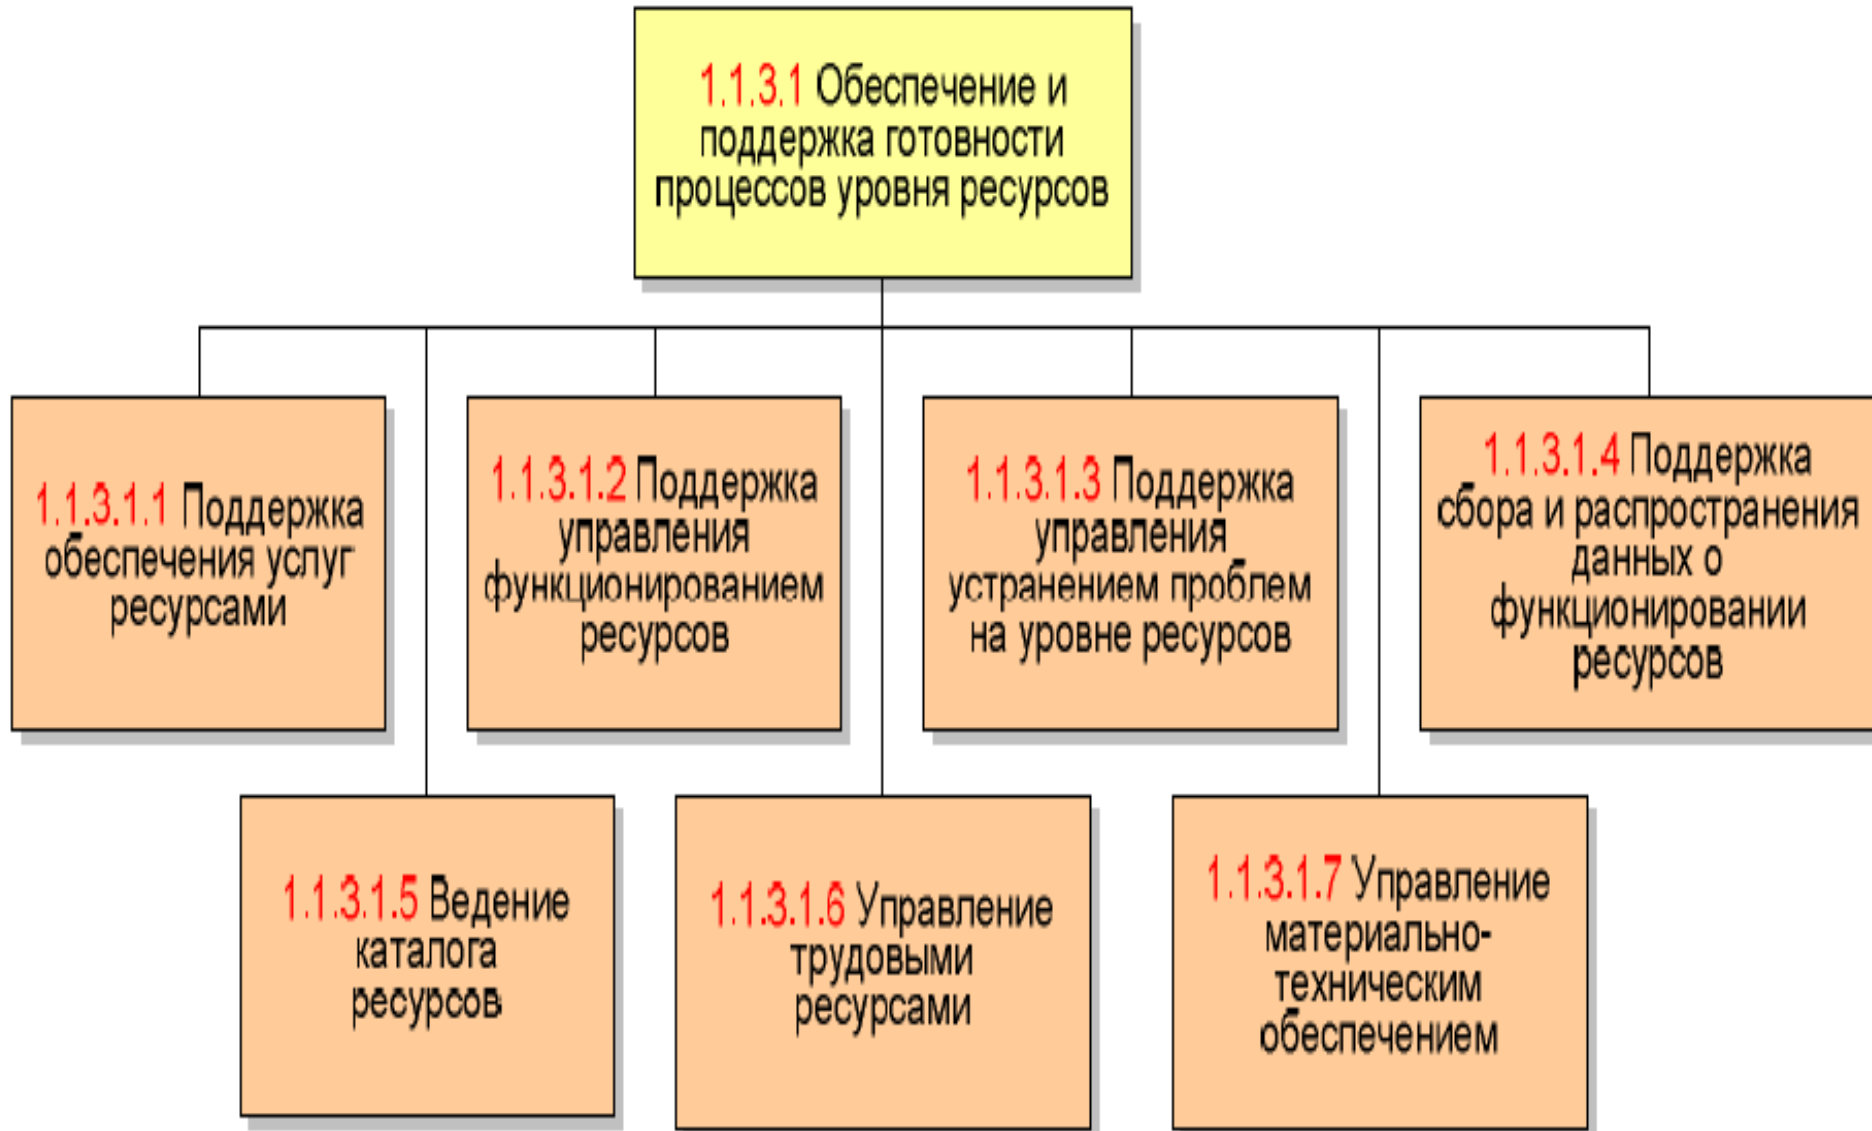 1.1.3.1 Обеспечение и
поддержка готовности
процессов уровня ресурсов
1.1.3.1.1 Поддержка
обеспечения услуг
ресурсами
1.1.3.1.2 Поддержка
управления
функционированием
ресурсов
1.1.3.1.3 Поддержка
управления
устранением проблем
на уровне ресурсов
1.1.3.1.4 Поддержка
сбора и распространения
данных о
функционировании
ресурсов
1.1.3.1.5 Ведение
каталога
ресурсов
1.1.3.1.6 Управление
трудовыми
ресурсами
1.1.3.1.7 Управление
материально-
техническим
обеспечением